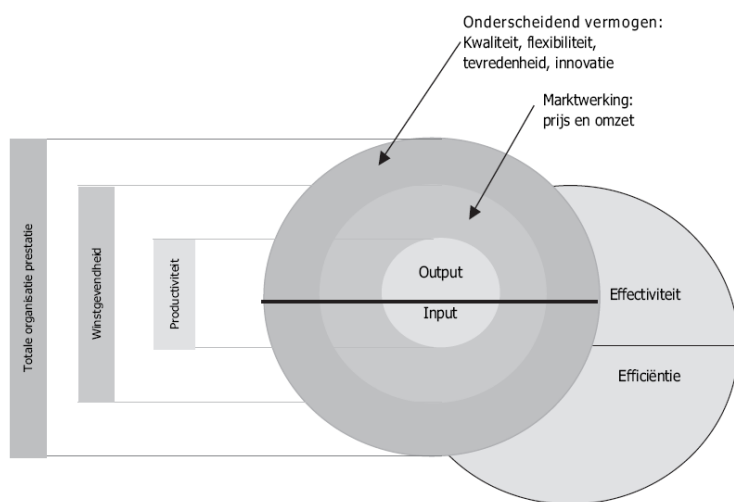 Onderscheidend vermogen:
Kwaliteit, flexibiliteit,
tevredenheid, innovatie
Marktwerking:
prijs en omzet
Totale organisatie prestatie
Winstgevendheid
Productiviteit
Output
Input
Effectiviteit
Efficiëntie